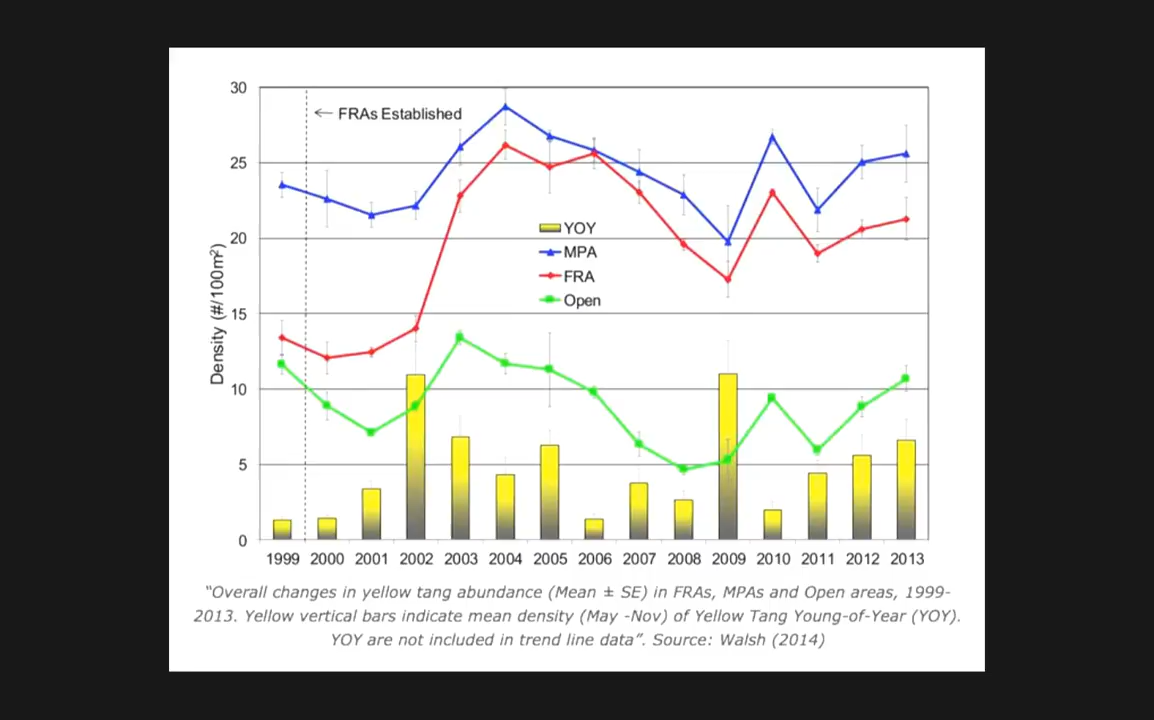 30
← FRAs Established
25
20
15
10
5
0
Density (#/100m²)
YOY
MPA
FRA
Open
1999 2000 2001 2002 2003 2004 2005 2006 2007 2008 2009 2010 2011 2012 2013
“Overall changes in yellow tang abundance (Mean ± SE) in FRAs, MPAs and Open areas, 1999-
2013. Yellow vertical bars indicate mean density (May -Nov) of Yellow Tang Young-of-Year (YOY).
YOY are not included in trend line data”. Source: Walsh (2014)